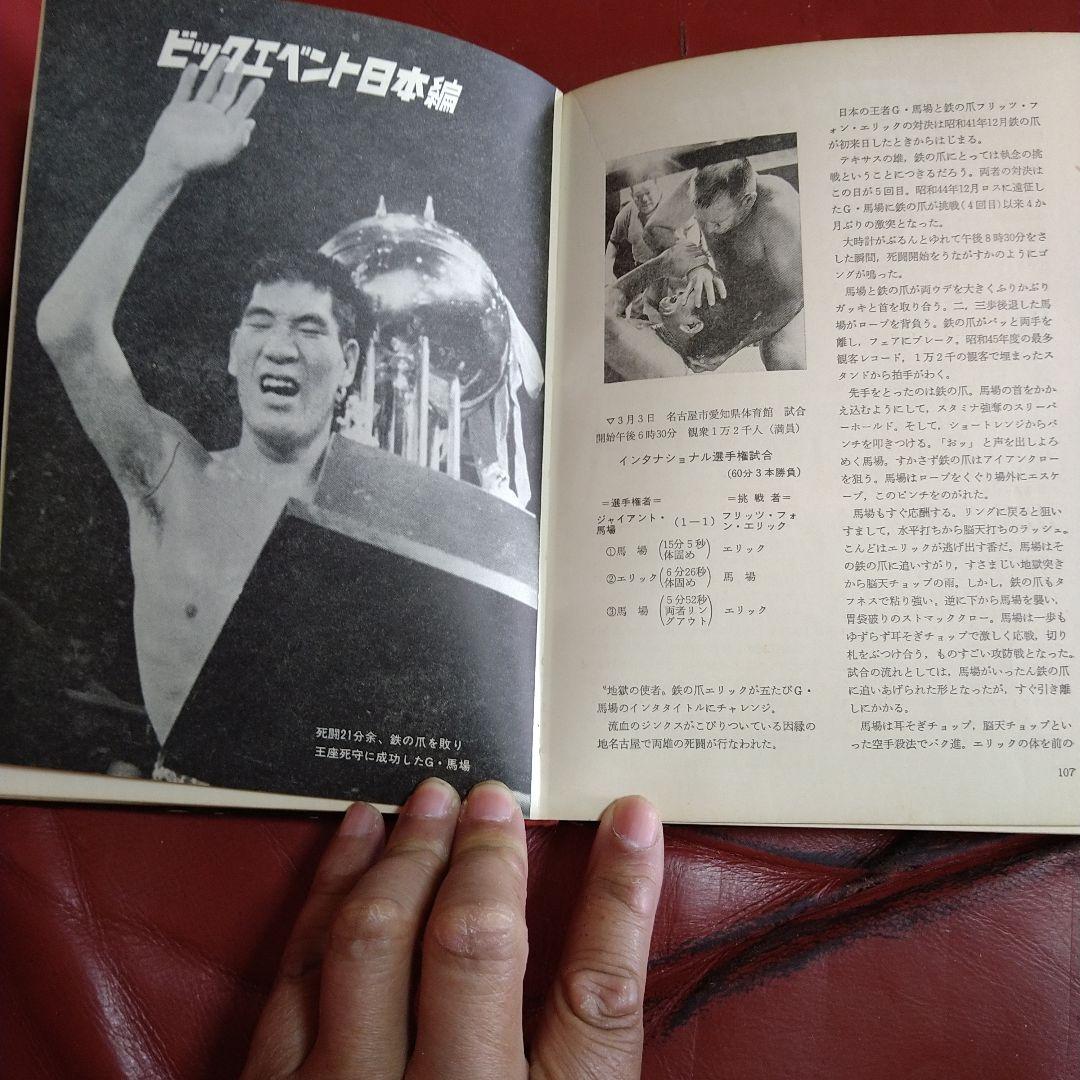 ビックエベント日本編
死闘21分余、鉄の爪を敗り
王座死守に成功したG・馬場
▽3月3日　名古屋市愛知県体育館　試合
開始午後6時30分　観衆1万2千人（満員）
インタナショナル選手権試合
（60分3本勝負）
＝選手権者＝　＝挑戦者＝
ジャイアント・馬場　（1―1）　フリッツ・フォン・エリック
①馬　場　（15分5秒 体固め）　エリック
②エリック　（6分26秒 体固め）　馬　場
③馬　場　（5分52秒 両者リングアウト）　エリック
〝地獄の使者。鉄の爪エリックが五たびG・
馬場のインタタイトルにチャレンジ。
流血のジンクスがこびりついている因縁の
地名古屋で両雄の死闘が行なわれた。
日本の王者G・馬場と鉄の爪フリッツ・フ
ォン・エリックの対決は昭和41年12月鉄の爪
が初来日したときからはじまる。
テキサスの雄，鉄の爪にとっては執念の挑
戦ということにつきるだろう。両者の対決は
この日が5回目。昭和44年12月ロスに遠征し
たG・馬場に鉄の爪が挑戦（4回目）以来4か
月ぶりの激突となった。
大時計がぶるんとゆれて午後8時30分をさ
した瞬間，死闘開始をうながすかのようにゴ
ングが鳴った。
馬場と鉄の爪が両ウデを大きくふりかぶり
ガッキと首を取り合う。二，三歩後退した馬
場がロープを背負う。鉄の爪がパッと両手を
離し，フェアにブレーク。昭和45年度の最多
観客レコード，1万2千の観客で埋まったス
タンドから拍手がわく。
先手をとったのは鉄の爪。馬場の首をかか
え込むようにして，スタミナ強奪のスリーパ
ーホールド。そして，ショートレンジからパ
ンチを叩きつける。「おッ」と声を出しよろ
めく馬場。すかさず鉄の爪はアイアンクロー
を狙う。馬場はロープをくぐり場外にエスケ
ープ，このピンチをのがれた。
馬場もすぐ応酬する。リングに戻ると狙い
すまして，水平打ちから脳天打ちのラッシュ。
こんどはエリックが逃げ出す番だ。馬場はそ
の鉄の爪に追いすがり，すさまじい地獄突き
から脳天チョップの雨。しかし，鉄の爪もタ
フネスで粘り強い。逆に下から馬場を襲い，
胃袋破りのストマッククロー。馬場は一歩も
ゆずらず耳そぎチョップで激しく応戦，切り
札をぶつけ合う，ものすごい攻防戦となった。
試合の流れとしては，馬場がいったん鉄の爪
に追いあげられた形となったが，すぐ引き離
しにかかる。
馬場は耳そぎチョップ，脳天チョップとい
った空手殺法でバク進。エリックの体を前の
107